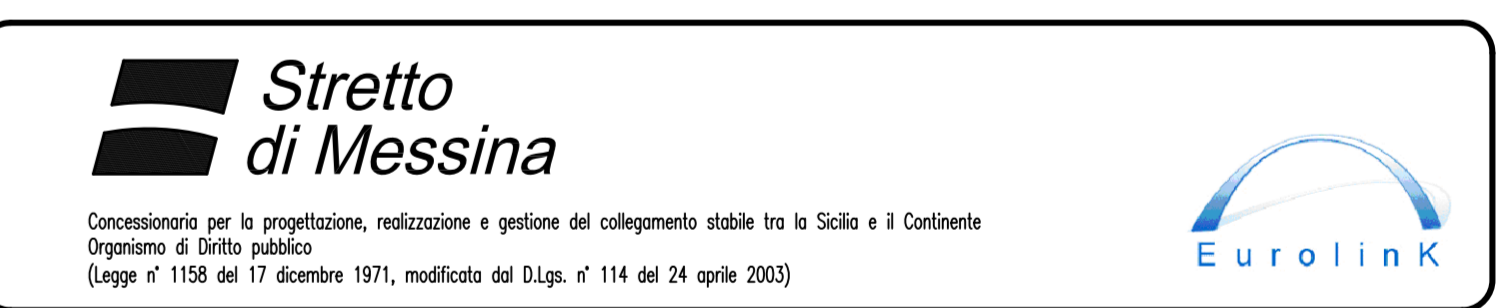 Stretto
di Messina
Concessionaria per la progettazione, realizzazione e gestione del collegamento stabile tra la Sicilia e il Continente
Organismo di Diritto pubblico
(Legge n° 1158 del 17 dicembre 1971, modificata dal D.Lgs. n° 114 del 24 aprile 2003)
EurolinK